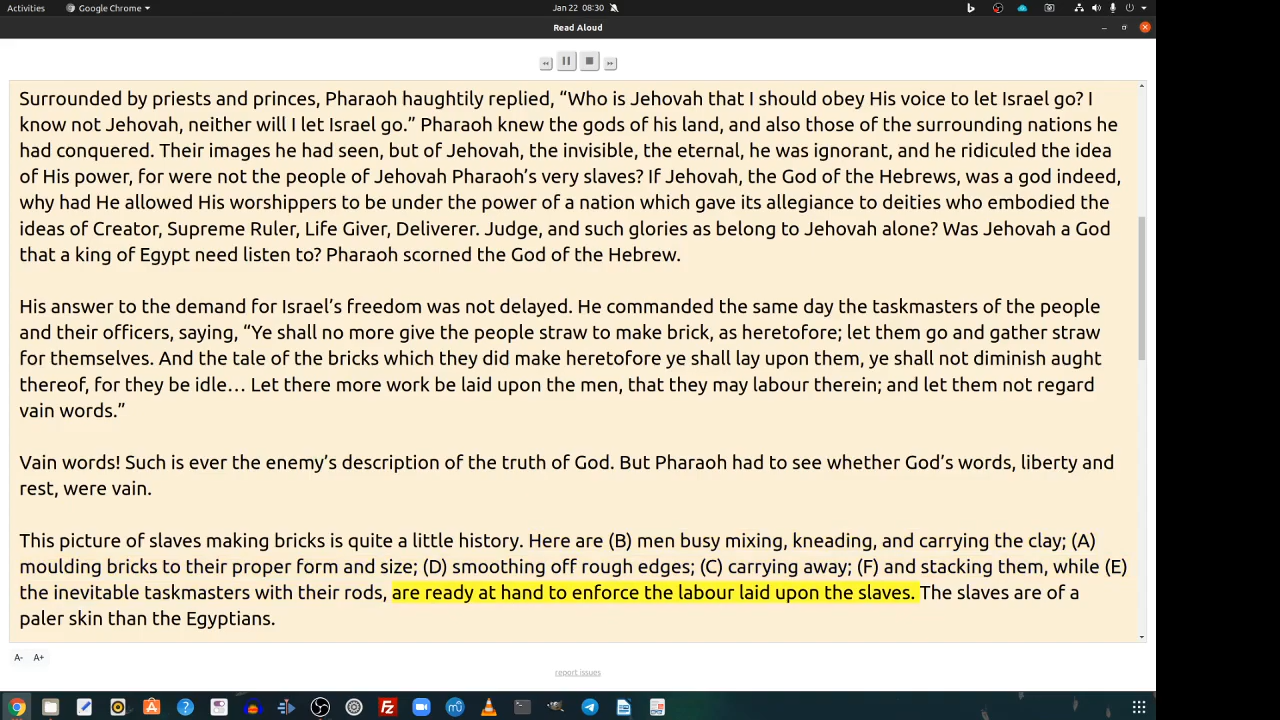 Activities
Google Chrome
Jan 22 08:30
Read Aloud
Surrounded by priests and princes, Pharaoh haughtily replied, “Who is Jehovah that I should obey His voice to let Israel go? I
know not Jehovah, neither will I let Israel go.” Pharaoh knew the gods of his land, and also those of the surrounding nations he
had conquered. Their images he had seen, but of Jehovah, the invisible, the eternal, he was ignorant, and he ridiculed the idea
of His power, for were not the people of Jehovah Pharaoh’s very slaves? If Jehovah, the God of the Hebrews, was a god indeed,
why had He allowed His worshippers to be under the power of a nation which gave its allegiance to deities who embodied the
ideas of Creator, Supreme Ruler, Life Giver, Deliverer. Judge, and such glories as belong to Jehovah alone? Was Jehovah a God
that a king of Egypt need listen to? Pharaoh scorned the God of the Hebrew.
His answer to the demand for Israel’s freedom was not delayed. He commanded the same day the taskmasters of the people
and their officers, saying, “Ye shall no more give the people straw to make brick, as heretofore; let them go and gather straw
for themselves. And the tale of the bricks which they did make heretofore ye shall lay upon them, ye shall not diminish aught
thereof, for they be idle… Let there more work be laid upon the men, that they may labour therein; and let them not regard
vain words.”
Vain words! Such is ever the enemy’s description of the truth of God. But Pharaoh had to see whether God’s words, liberty and
rest, were vain.
This picture of slaves making bricks is quite a little history. Here are (B) men busy mixing, kneading, and carrying the clay; (A)
moulding bricks to their proper form and size; (D) smoothing off rough edges; (C) carrying away; (F) and stacking them, while (E)
the inevitable taskmasters with their rods, are ready at hand to enforce the labour laid upon the slaves. The slaves are of a
paler skin than the Egyptians.
A- A+
report issues